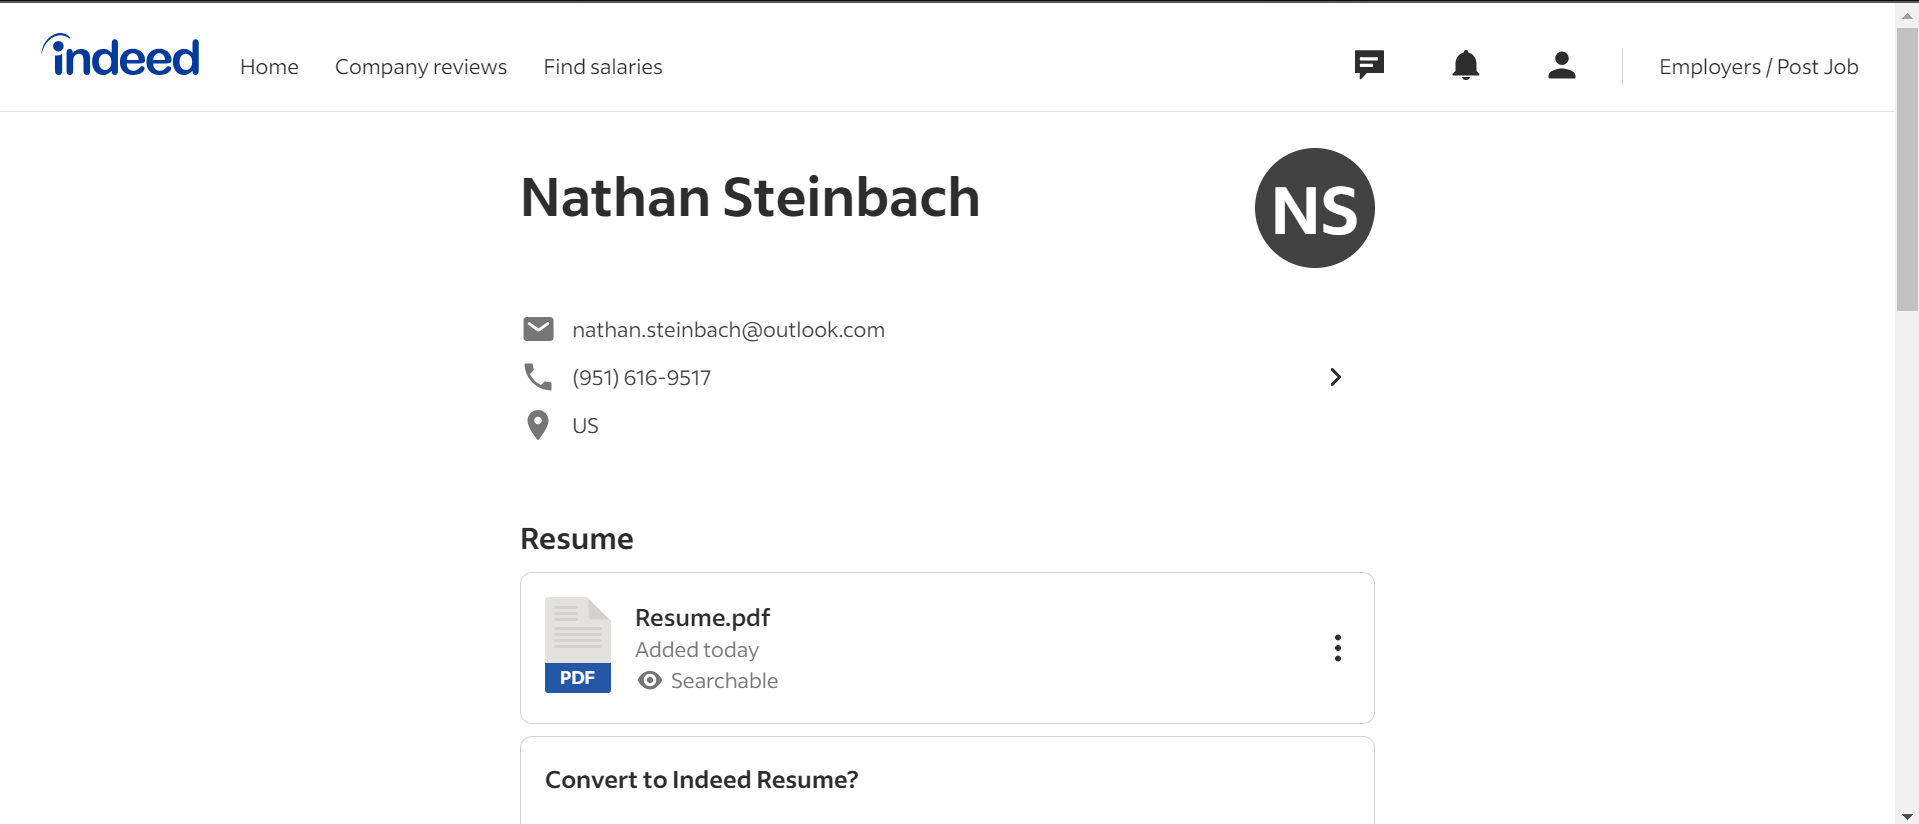 indeed
Home Company reviews Find salaries Employers / Post Job
Nathan Steinbach
NS
nathan.steinbach@outlook.com
(951) 616-9517
US
Resume
PDF
Resume.pdf
Added today
Searchable
Convert to Indeed Resume?